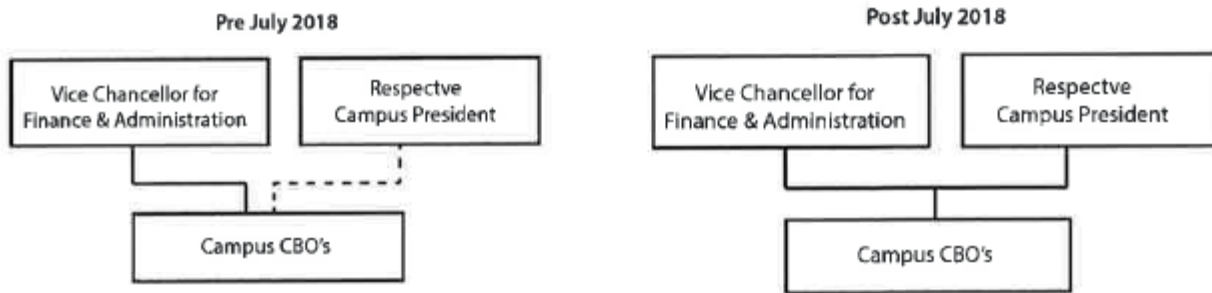 Pre July 2018
Vice Chancellor for
Finance & Administration
Respectve
Campus President
Campus CBO's
Post July 2018
Vice Chancellor for
Finance & Administration
Respectve
Campus President
Campus CBO's